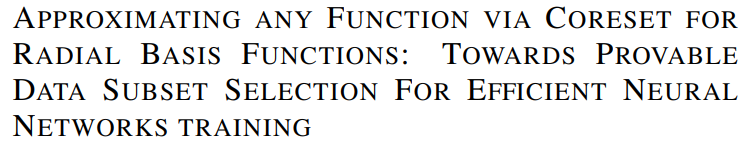 APPROXIMATING ANY FUNCTION VIA CORESET FOR
RADIAL BASIS FUNCTIONS: TOWARDS PROVABLE
DATA SUBSET SELECTION FOR EFFICIENT NEURAL
NETWORKS TRAINING